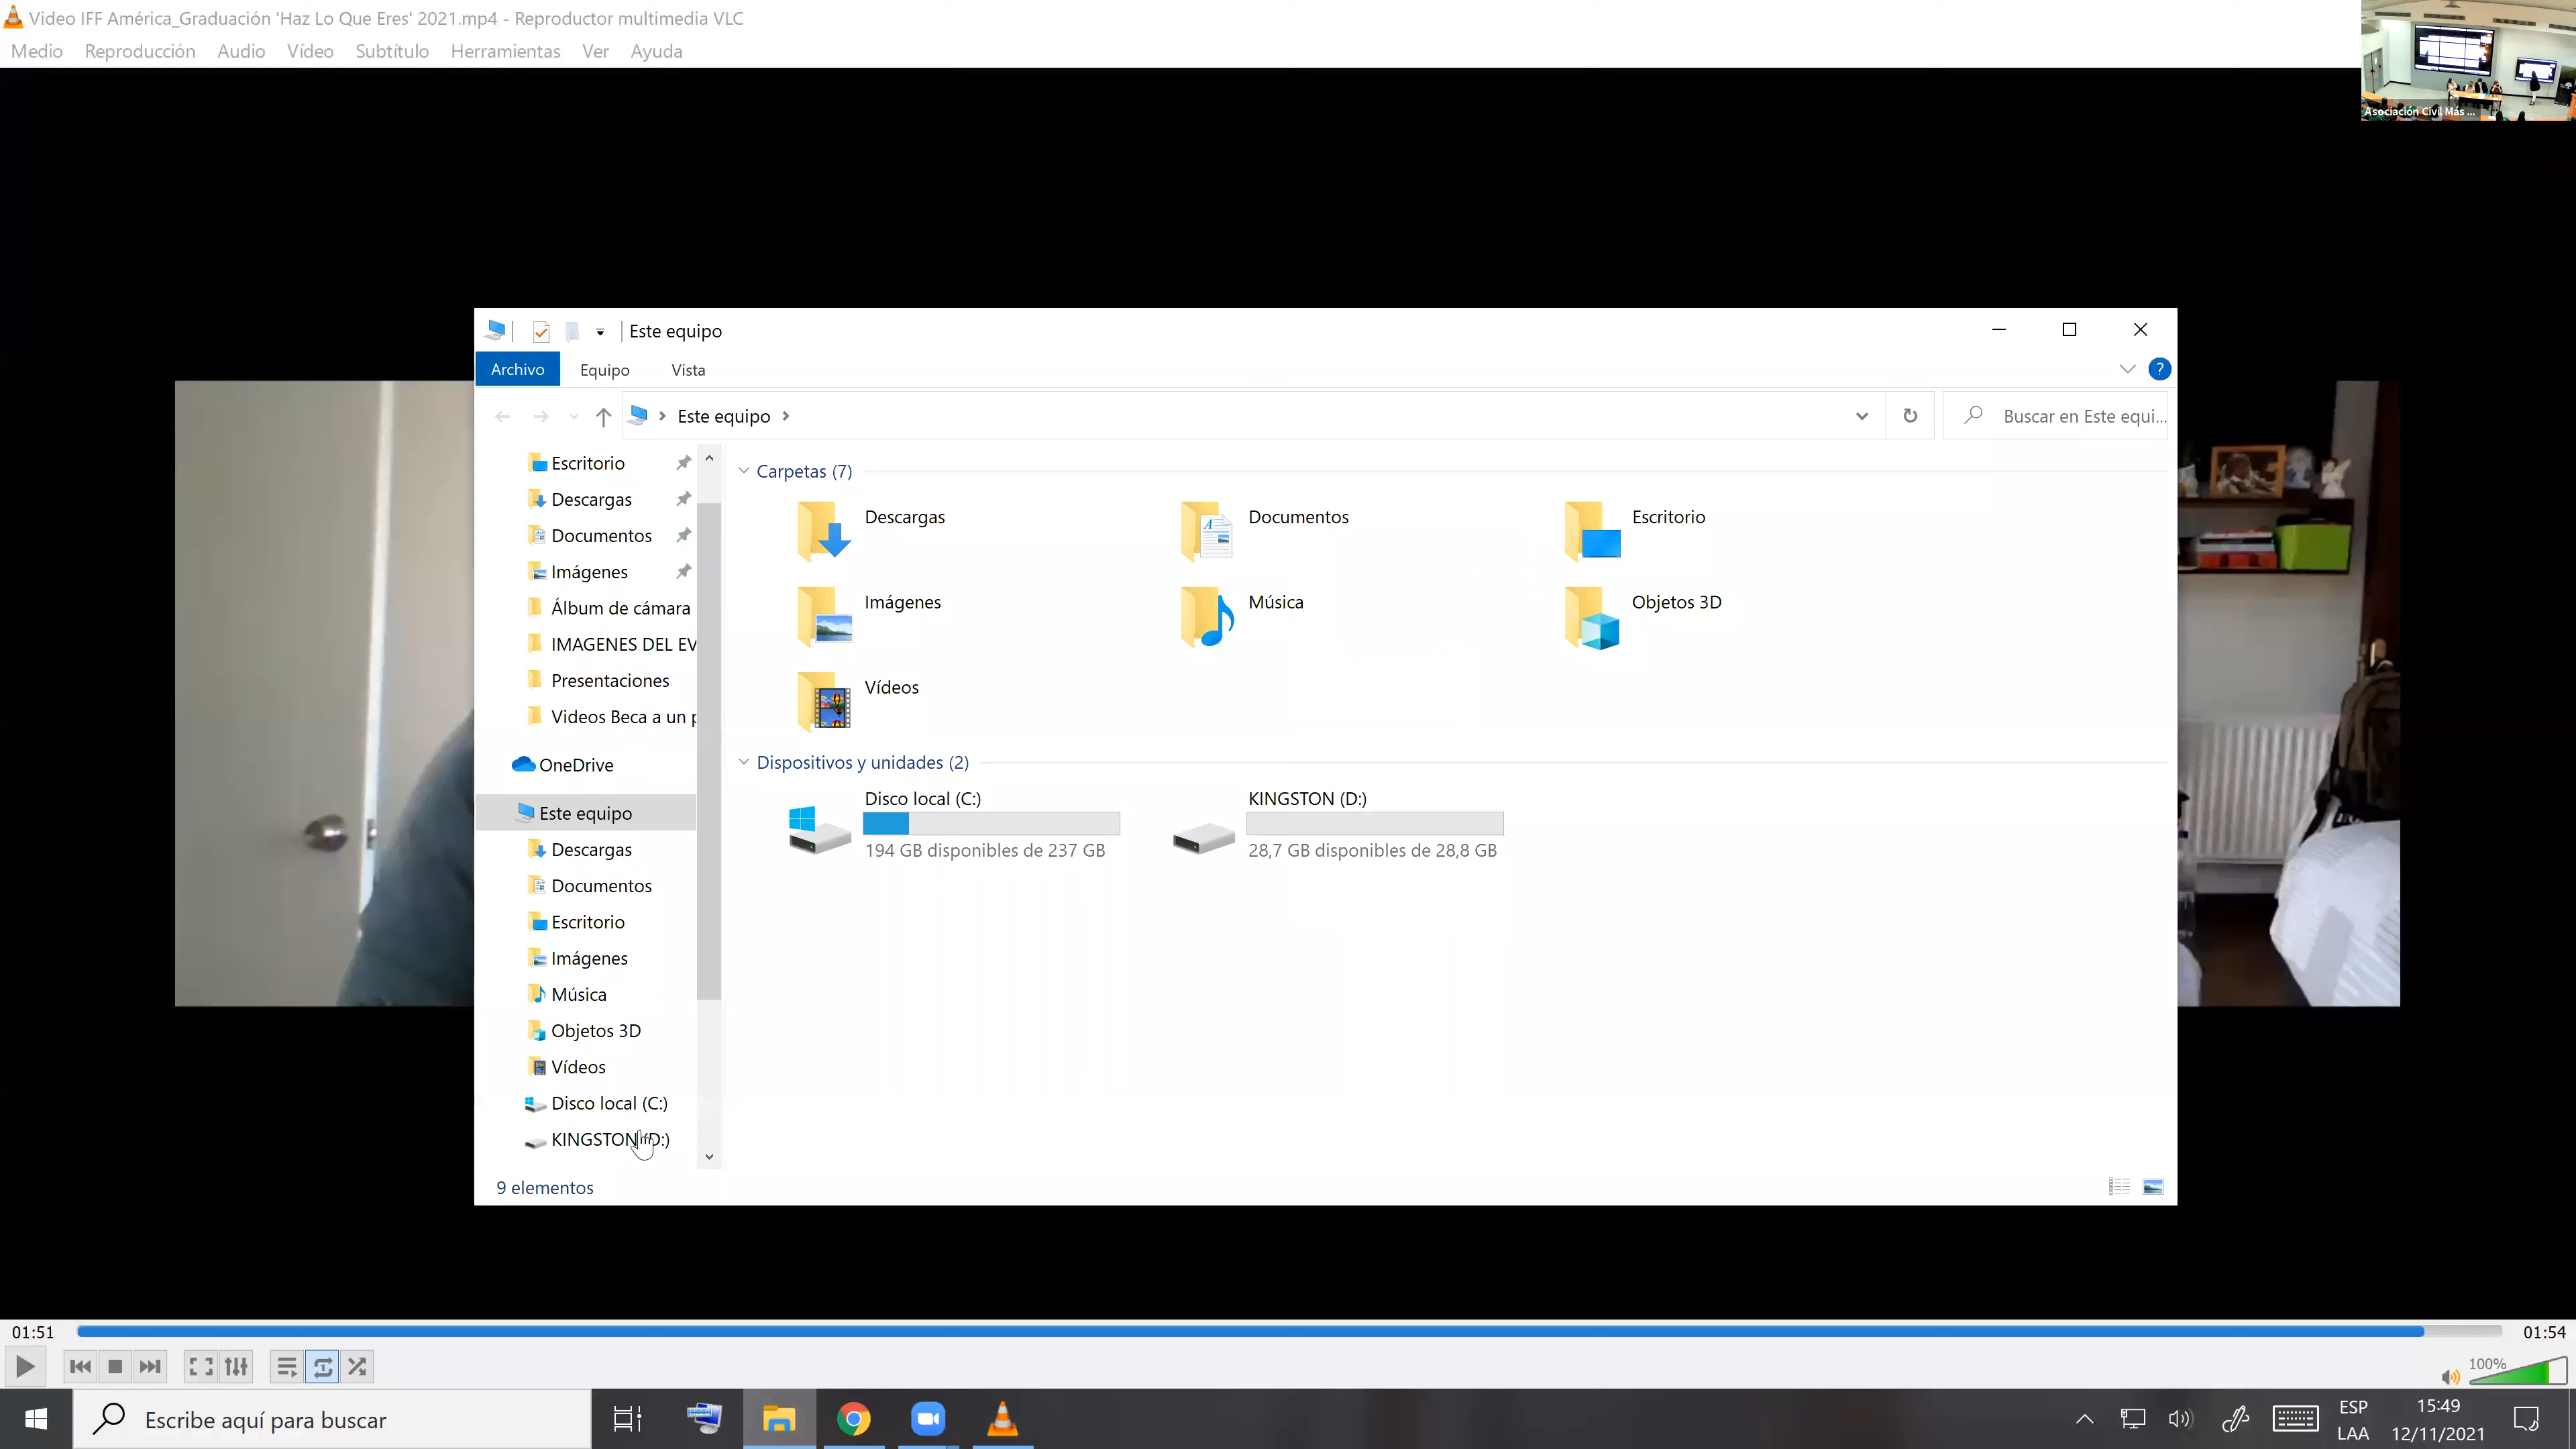 Video IFF América_Graduación 'Haz Lo Que Eres' 2021.mp4 - Reproductor multimedia VLC
Medio Reproducción Audio Vídeo Subtítulo Herramientas Ver Ayuda
Asociación Civil Más ...
Este equipo
Archivo Equipo Vista
?
Este equipo
Buscar en Este equi...
Escritorio
Descargas
Documentos
Imágenes
Álbum de cámara
IMAGENES DEL EV
Presentaciones
Videos Beca a un p
OneDrive
Este equipo
Descargas
Documentos
Escritorio
Imágenes
Música
Objetos 3D
Vídeos
Disco local (C:)
KINGSTON (D:)
Carpetas (7)
Descargas Documentos Escritorio
Imágenes Música Objetos 3D
Vídeos
Dispositivos y unidades (2)
Disco local (C:)
194 GB disponibles de 237 GB
KINGSTON (D:)
28,7 GB disponibles de 28,8 GB
9 elementos
01:51 01:54
100%
Escribe aquí para buscar
ESP
LAA
15:49
12/11/2021